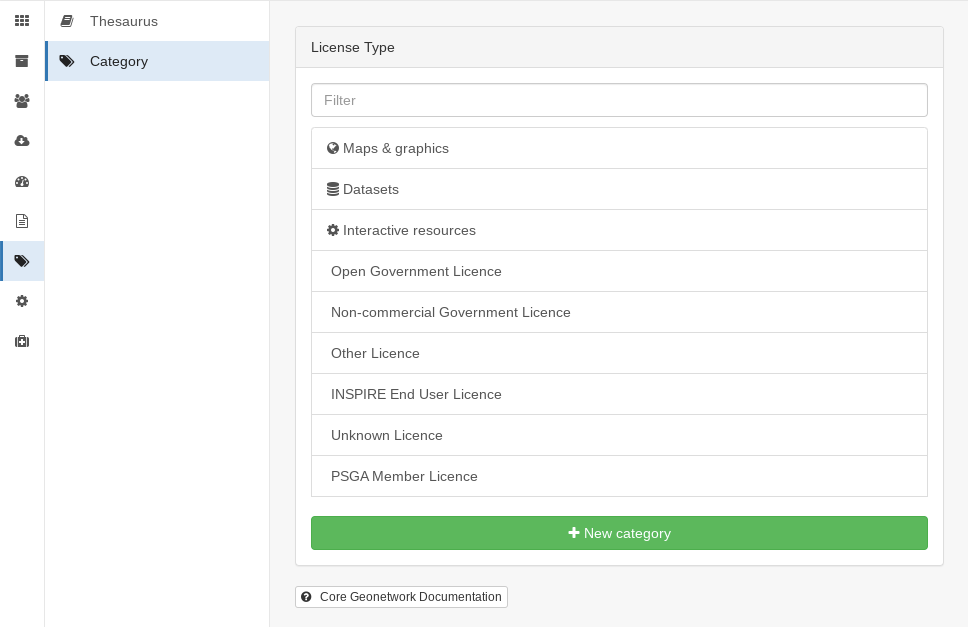 Thesaurus
Category
License Type
Filter
Maps & graphics
Datasets
Interactive resources
Open Government Licence
Non-commercial Government Licence
Other Licence
INSPIRE End User Licence
Unknown Licence
PSGA Member Licence
New category
Core Geonetwork Documentation